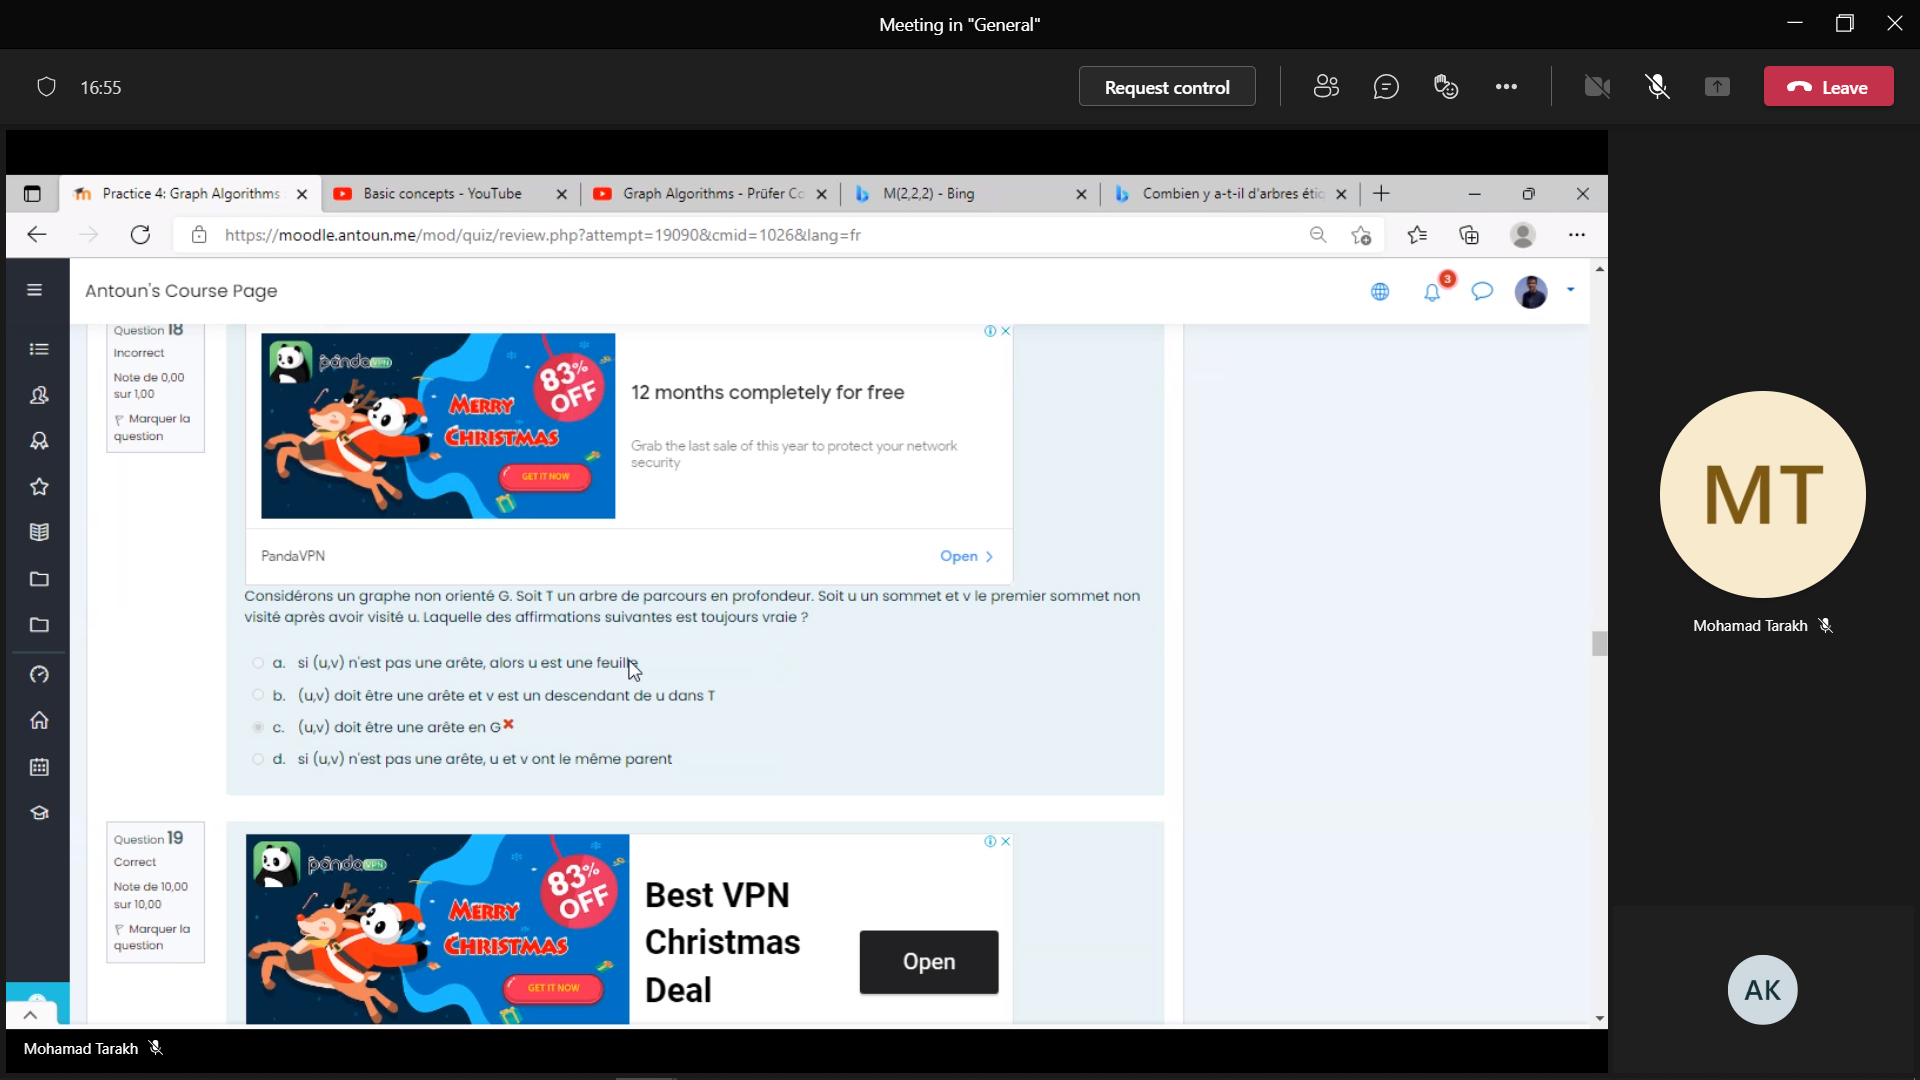 Meeting in "General"
16:55
Request control
Leave
Practice 4: Graph Algorithms
Basic concepts - YouTube
Graph Algorithms - Prüfer Co
M(2,2,2) - Bing
Combien y a-t-il d'arbres étiq
https://moodle.antoun.me/mod/quiz/review.php?attempt=19090&cmid=1026&lang=fr
Antoun's Course Page
3
Question 18
Incorrect
Note de 0,00
sur 1,00
Marquer la
question
panda VPN
83%
OFF
MERRY
CHRISTMAS
GET IT NOW
12 months completely for free
Grab the last sale of this year to protect your network
security
PandaVPN
Open
Considérons un graphe non orienté G. Soit T un arbre de parcours en profondeur. Soit u un sommet et v le premier sommet non
visité après avoir visité u. Laquelle des affirmations suivantes est toujours vraie ?
a. si (u,v) n'est pas une arête, alors u est une feuille
b. (u,v) doit être une arête et v est un descendant de u dans T
c. (u,v) doit être une arête en G
d. si (u,v) n'est pas une arête, u et v ont le même parent
Question 19
Correct
Note de 10,00
sur 10,00
Marquer la
question
panda VPN
83%
OFF
MERRY
CHRISTMAS
GET IT NOW
Best VPN
Christmas
Deal
Open
MT
Mohamad Tarakh
AK
Mohamad Tarakh